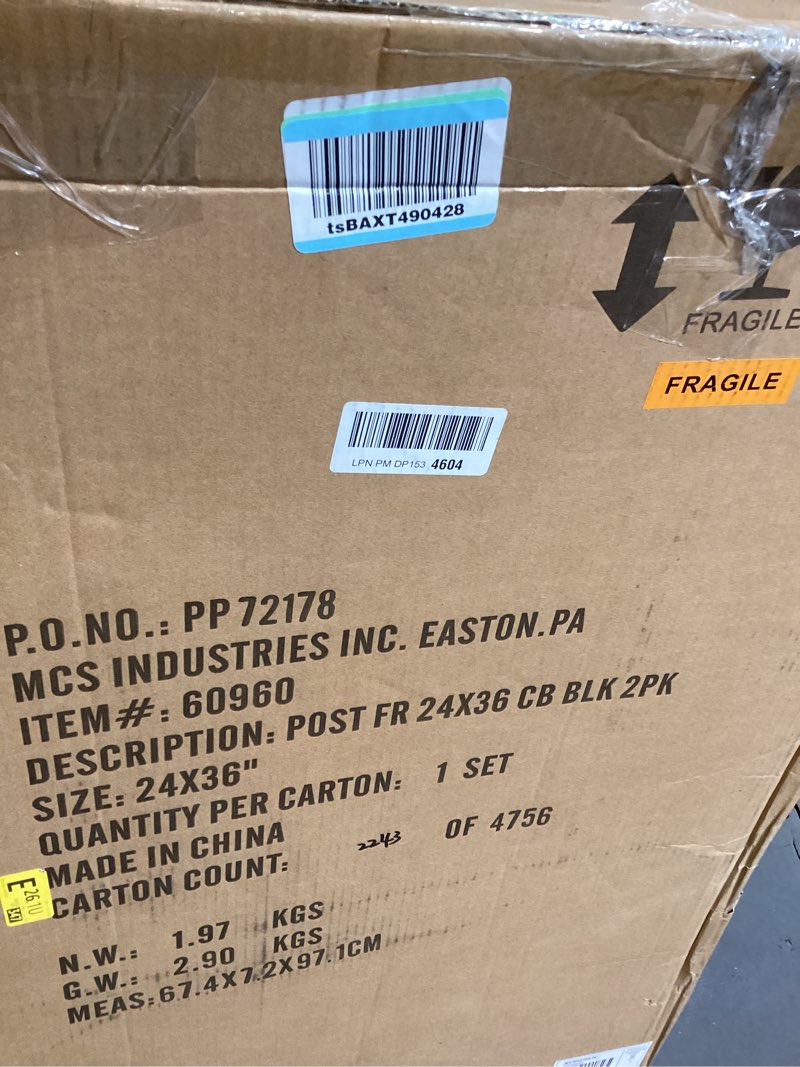 tsBAXT490428
FRAGILE
FRAGILE
LPN PM DP153 4604
P.O.NO.: PP 72178
MCS INDUSTRIES INC. EASTON.PA
ITEM#: 60960
DESCRIPTION: POST FR 24X36 CB BLK 2PK
SIZE: 24X36"
QUANTITY PER CARTON: 1 SET
MADE IN CHINA
CARTON COUNT: 2243 OF 4756
E 26.10
N.W.: 1.97 KGS
G.W.: 2.90 KGS
MEAS: 67.4X7.2X97.1CM